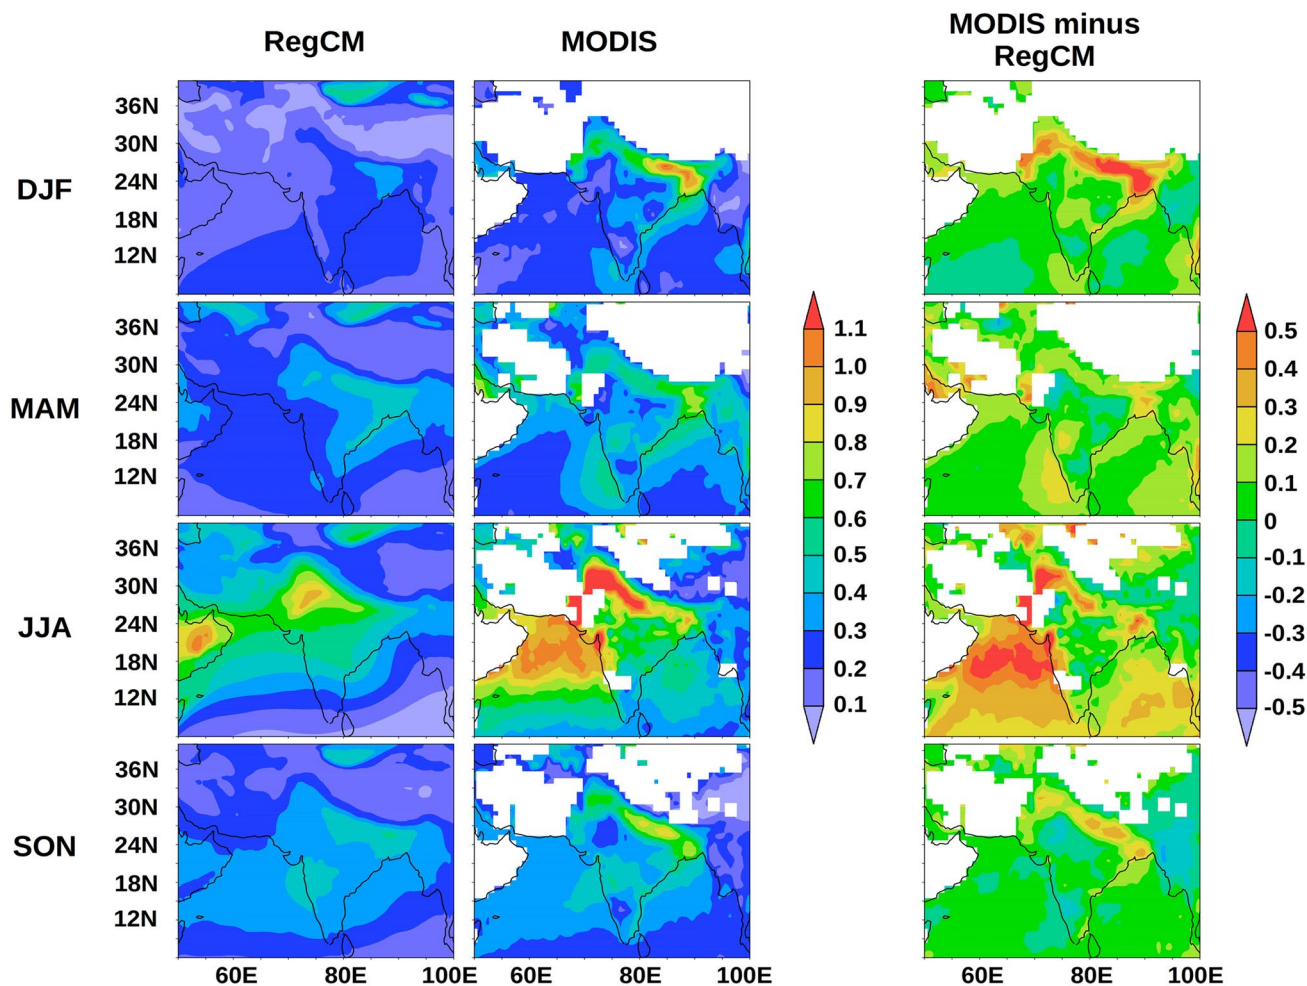 RegCM
MODIS
MODIS minus
RegCM
DJF
36N
30N
24N
18N
12N
MAM
36N
30N
24N
18N
12N
JJA
36N
30N
24N
18N
12N
SON
36N
30N
24N
18N
12N
60E
80E
100E
60E
80E
100E
60E
80E
100E
1.1
1.0
0.9
0.8
0.7
0.6
0.5
0.4
0.3
0.2
0.1
0.5
0.4
0.3
0.2
0.1
0
-0.1
-0.2
-0.3
-0.4
-0.5